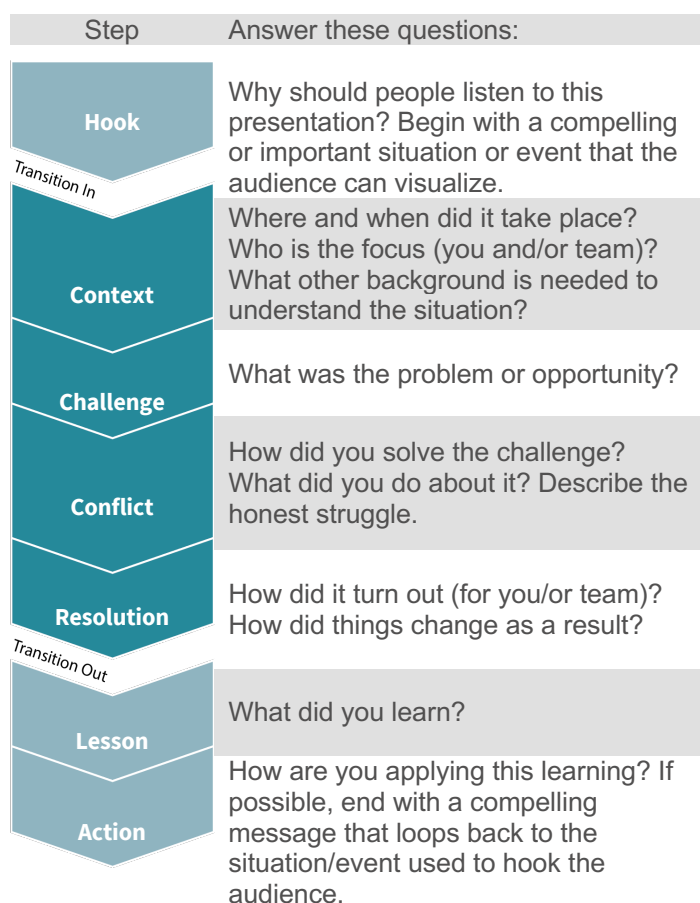 Step Answer these questions:
Hook
Why should people listen to this
presentation? Begin with a compelling
or important situation or event that the
audience can visualize.
Transition In
Context
Where and when did it take place?
Who is the focus (you and/or team)?
What other background is needed to
understand the situation?
Challenge
What was the problem or opportunity?
Conflict
How did you solve the challenge?
What did you do about it? Describe the
honest struggle.
Resolution
How did it turn out (for you/or team)?
How did things change as a result?
Transition Out
Lesson
What did you learn?
Action
How are you applying this learning? If
possible, end with a compelling
message that loops back to the
situation/event used to hook the
audience.